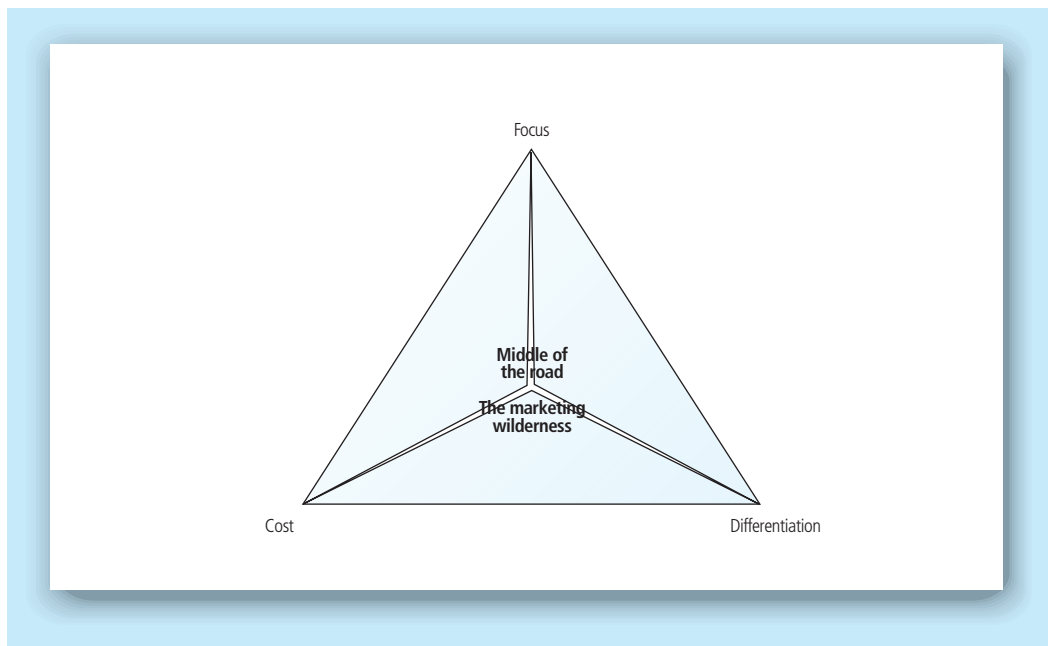 Focus
Middle of
the road
The marketing
wilderness
Cost
Differentiation